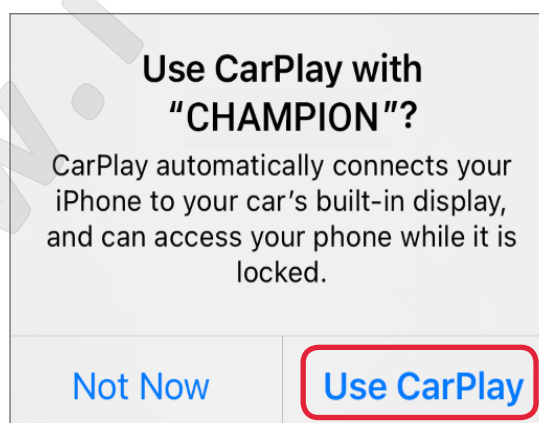 Use CarPlay with
“CHAMPION”?
CarPlay automatically connects your
iPhone to your car’s built-in display,
and can access your phone while it is
locked.
Not Now
Use CarPlay